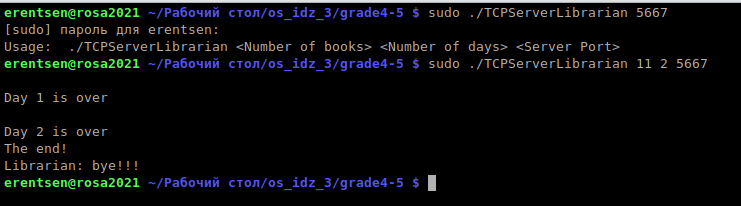 erentsen@rosa2021 ~/Рабочий стол/os_idz_3/grade4-5 $ sudo ./TCPServerLibrarian 5667
[sudo] пароль для erentsen:
Usage:  ./TCPServerLibrarian <Number of books> <Number of days> <Server Port>
erentsen@rosa2021 ~/Рабочий стол/os_idz_3/grade4-5 $ sudo ./TCPServerLibrarian 11 2 5667
Day 1 is over
Day 2 is over
The end!
Librarian: bye!!!
erentsen@rosa2021 ~/Рабочий стол/os_idz_3/grade4-5 $